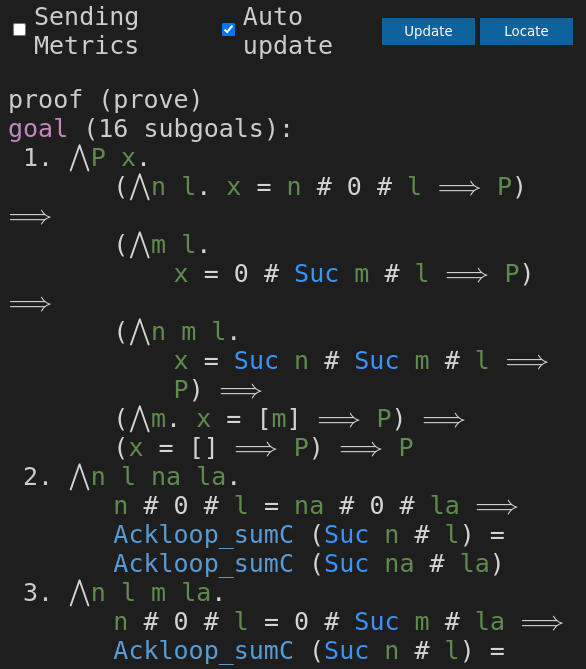 Sending Metrics
Auto update
Update
Locate
proof (prove)
goal (16 subgoals):
1. ⋀P x.
(⋀n l. x = n # 0 # l ⟹ P)
⟹
(⋀m l.
x = 0 # Suc m # l ⟹ P)
⟹
(⋀n m l.
x = Suc n # Suc m # l ⟹
P) ⟹
(⋀m. x = [m] ⟹ P) ⟹
(x = [] ⟹ P) ⟹ P
2. ⋀n l na la.
n # 0 # l = na # 0 # la ⟹
Ackloop_sumC (Suc n # l) =
Ackloop_sumC (Suc na # la)
3. ⋀n l m la.
n # 0 # l = 0 # Suc m # la ⟹
Ackloop_sumC (Suc n # l) =